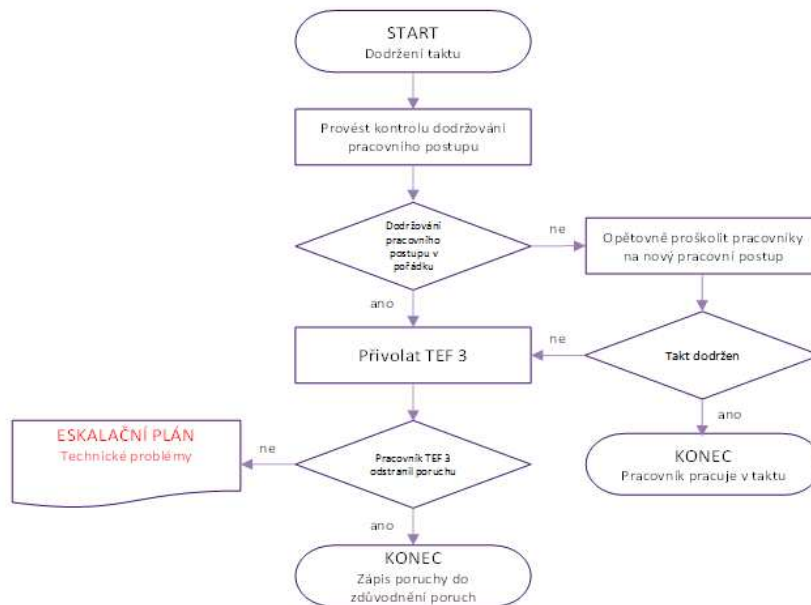 START
Dodržení taktu
Provést kontrolu dodržování
pracovního postupu
Dodržování
pracovního
postupu v
pořádku
ne
Opětovně proškolit pracovníky
na nový pracovní postup
ano
Přivolat TEF 3
ne
Takt dodržen
ano
KONEC
Pracovník pracuje v taktu
Pracovník TEF 3
odstranil poruchu
ne
ESKALAČNÍ PLÁN
Technické problémy
ano
KONEC
Zápis poruchy do
zdůvodnění poruch